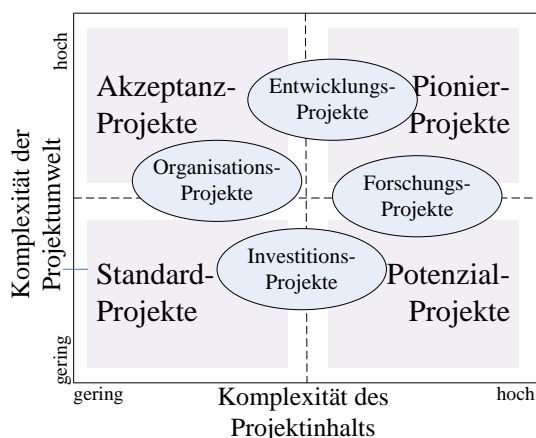 hoch
Komplexität der
Projektumwelt
gering
Akzeptanz-
Projekte
Entwicklungs-
Projekte
Pionier-
Projekte
Organisations-
Projekte
Forschungs-
Projekte
Standard-
Projekte
Investitions-
Projekte
Potenzial-
Projekte
gering
Komplexität des
Projektinhalts
hoch